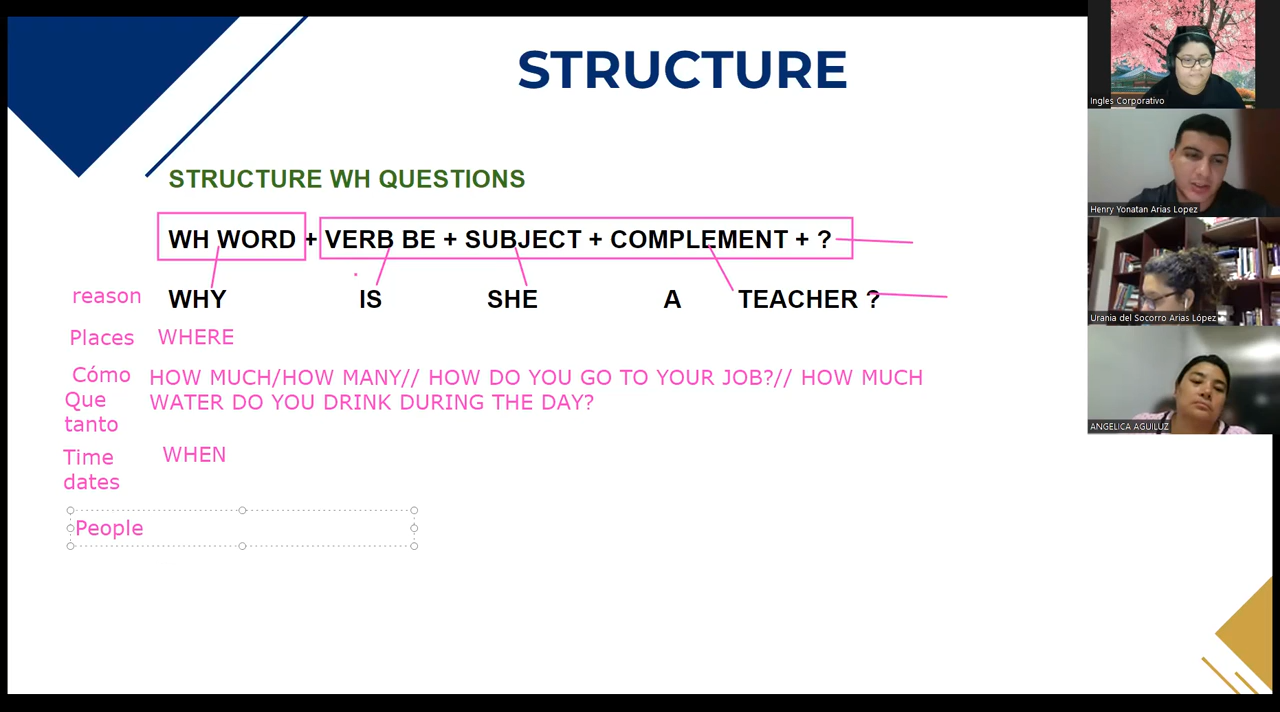 STRUCTURE
STRUCTURE WH QUESTIONS
WH WORD + VERB BE + SUBJECT + COMPLEMENT + ?
reason WHY IS SHE A TEACHER ?
Places WHERE
Cómo HOW MUCH/HOW MANY// HOW DO YOU GO TO YOUR JOB?// HOW MUCH
Que WATER DO YOU DRINK DURING THE DAY?
tanto
Time WHEN
dates
People
Ingles Corporativo
Henry Yonatan Arias Lopez
Urania del Socorro Arias López
ANGELICA AGUILUZ